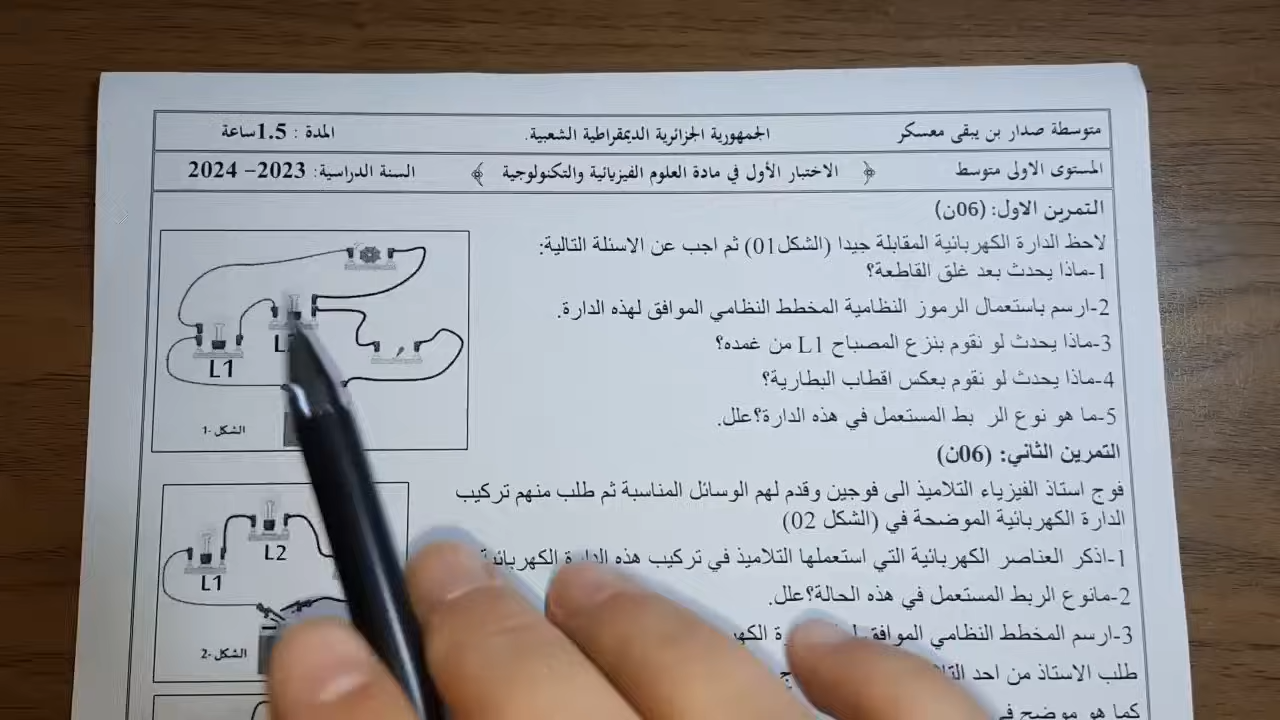 متوسطة صدار بن يبقى معسكر
الجمهورية الجزائرية الديمقراطية الشعبية.
المدة : 1.5ساعة
المستوى الاولى متوسط
﴿ الاختبار الأول في مادة العلوم الفيزيائية والتكنولوجية ﴾
السنة الدراسية: 2023– 2024
التمرين الاول: (06ن)
لاحظ الدارة الكهربائية المقابلة جيدا (الشكل01) ثم اجب عن الاسئلة التالية:
1-ماذا يحدث بعد غلق القاطعة؟
2-ارسم باستعمال الرموز النظامية المخطط النظامي الموافق لهذه الدارة.
3-ماذا يحدث لو نقوم بنزع المصباح L1 من غمده؟
4-ماذا يحدث لو نقوم بعكس اقطاب البطارية؟
5-ما هو نوع الر بط المستعمل في هذه الدارة؟علل.
L1
الشكل -1
التمرين الثاني: (06ن)
فوج استاذ الفيزياء التلاميذ الى فوجين وقدم لهم الوسائل المناسبة ثم طلب منهم تركيب
الدارة الكهربائية الموضحة في (الشكل 02)
1-اذكر العناصر الكهربائية التي استعملها التلاميذ في تركيب هذه الدارة الكهربائية
2-مانوع الربط المستعمل في هذه الحالة؟علل.
3-ارسم المخطط النظامي الموافق
طلب الاستاذ من احد
كما هو موضح في
L2
L1
الشكل -2